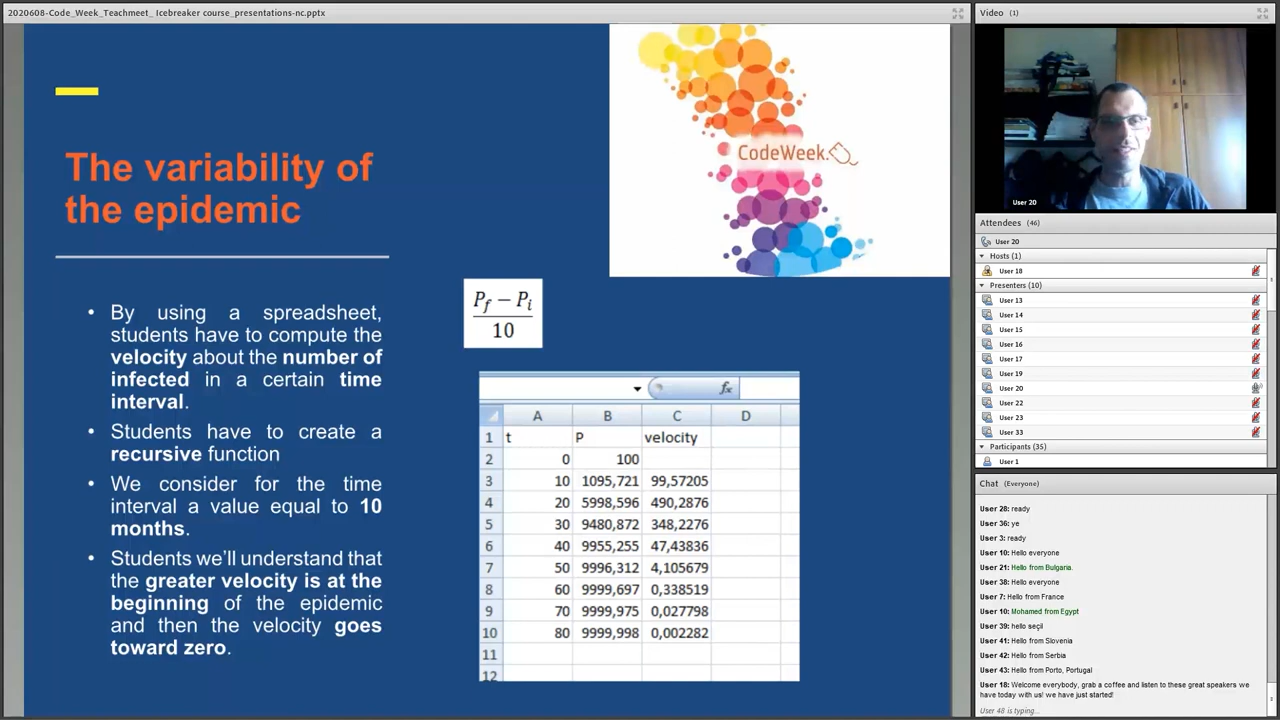 2020608-Code_Week_Teachmeet_ Icebreaker course_presentations-nc.pptx
The variability of
the epidemic
• By using a spreadsheet,
students have to compute the
velocity about the number of
infected in a certain time
interval.
• Students have to create a
recursive function
• We consider for the time
interval a value equal to 10
months.
• Students we'll understand that
the greater velocity is at the
beginning of the epidemic
and then the velocity goes
toward zero.
CodeWeek.
Pf – Pi
10
fx
A B C D
1 t P velocity
2 0 100
3 10 1095,721 99,57205
4 20 5998,596 490,2876
5 30 9480,872 348,2276
6 40 9955,255 47,43836
7 50 9996,312 4,105679
8 60 9999,697 0,338519
9 70 9999,975 0,027798
10 80 9999,998 0,002282
11
12
Video (1)
User 20
Attendees (46)
User 20
Hosts (1)
User 18
Presenters (10)
User 13
User 14
User 15
User 16
User 17
User 19
User 20
User 22
User 23
User 33
Participants (35)
User 1
Chat (Everyone)
User 28: ready
User 36: ye
User 3: ready
User 10: Hello everyone
User 21: Hello from Bulgaria.
User 38: Hello everyone
User 7: Hello from France
User 10: Mohamed from Egypt
User 39: hello seçil
User 41: Hello from Slovenia
User 42: Hello from Serbia
User 43: Hello from Porto, Portugal
User 18: Welcome everybody, grab a coffee and listen to these great speakers we
have today with us! we have just started!
User 48 is typing...